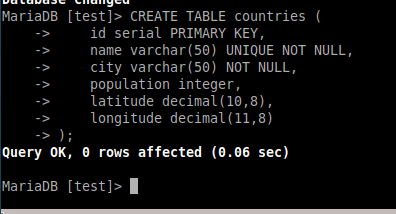 Database changed
MariaDB [test]> CREATE TABLE countries (
    ->     id serial PRIMARY KEY,
    ->     name varchar(50) UNIQUE NOT NULL,
    ->     city varchar(50) NOT NULL,
    ->     population integer,
    ->     latitude decimal(10,8),
    ->     longitude decimal(11,8)
    -> );
Query OK, 0 rows affected (0.06 sec)
MariaDB [test]>